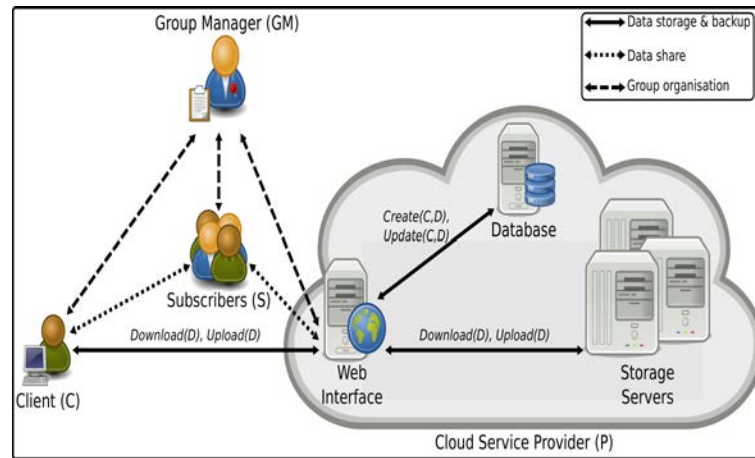 Group Manager (GM)
Data storage & backup
Data share
Group organisation
Create(C,D),
Update(C,D)
Database
Subscribers (S)
Download(D), Upload(D)
Download(D), Upload(D)
Client (C)
Web
Interface
Storage
Servers
Cloud Service Provider (P)